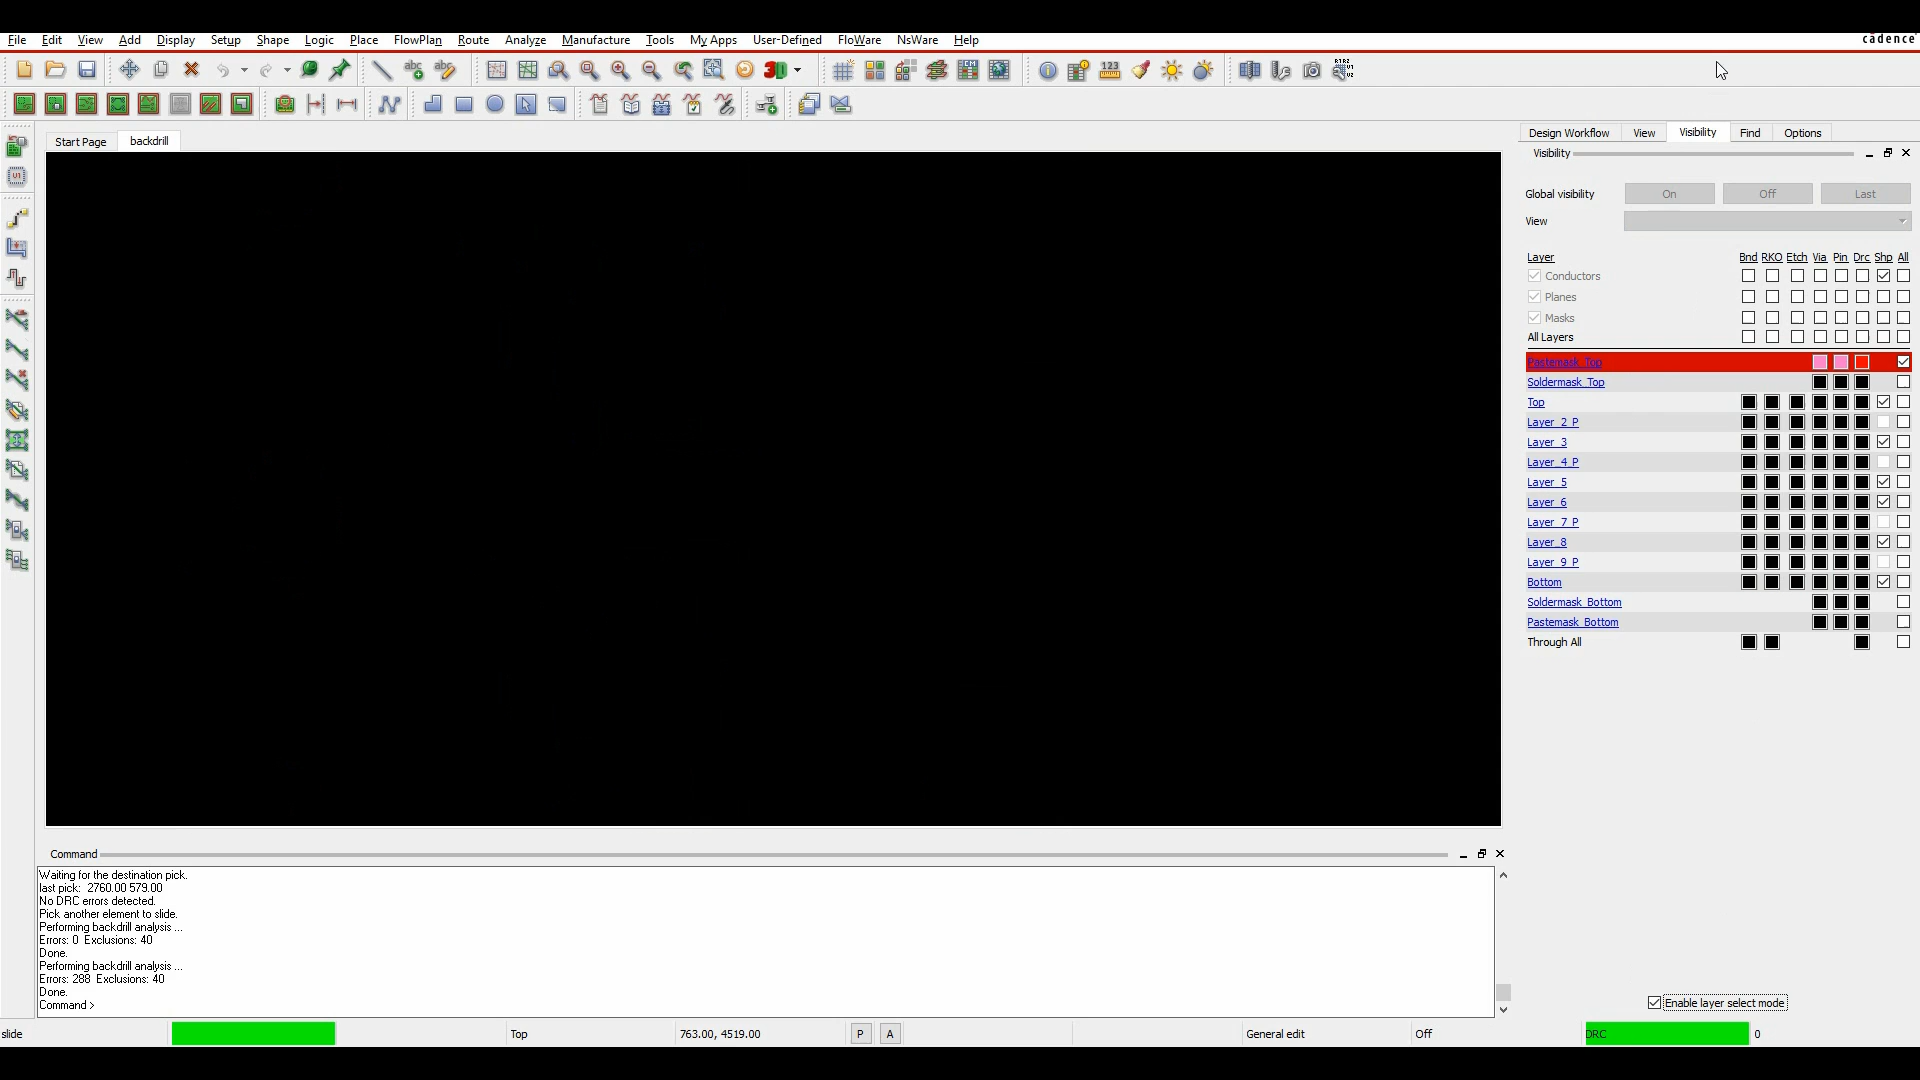 File Edit View Add Display Setup Shape Logic Place FlowPlan Route Analyze Manufacture Tools My Apps User-Defined FloWare NsWare Help
cādence
Start Page backdrill
Design Workflow View Visibility Find Options
Visibility
Global visibility On Off Last
View
Layer Bnd RKO Etch Via Pin Drc Shp All
Conductors
Planes
Masks
All Layers
Pastemask_Top
Soldermask_Top
Top
Layer_2_P
Layer_3
Layer_4_P
Layer_5
Layer_6
Layer_7_P
Layer_8
Layer_9_P
Bottom
Soldermask_Bottom
Pastemask_Bottom
Through All
Enable layer select mode
Command
Waiting for the destination pick.
last pick: 2760.00 579.00
No DRC errors detected.
Pick another element to slide.
Performing backdrill analysis ...
Errors: 0 Exclusions: 40
Done.
Performing backdrill analysis ...
Errors: 288 Exclusions: 40
Done.
Command >
slide Top 763.00, 4519.00 P A General edit Off DRC 0